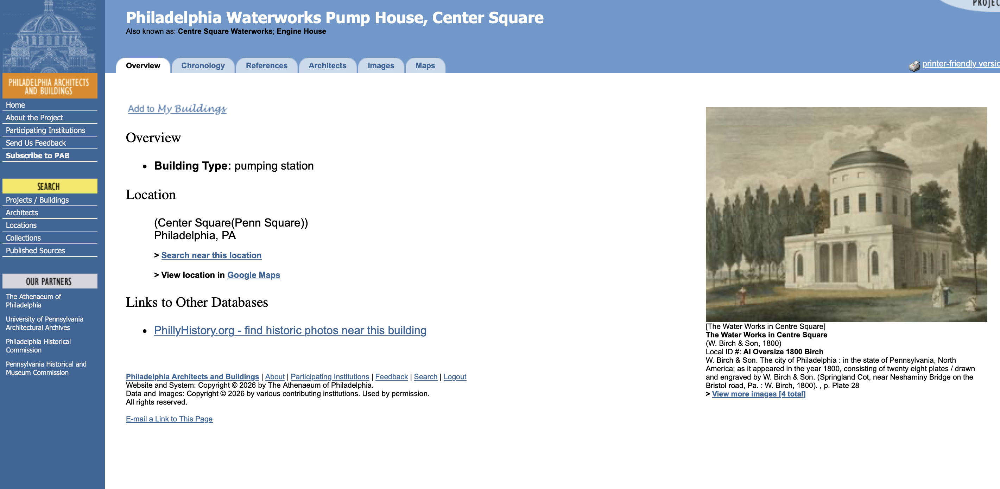 PROJEC
Philadelphia Waterworks Pump House, Center Square
Also known as: Centre Square Waterworks; Engine House
Overview
Chronology
References
Architects
Images
Maps
printer-friendly versio
PHILADELPHIA ARCHITECTS
AND BUILDINGS
Home
About the Project
Participating Institutions
Send Us Feedback
Subscribe to PAB
SEARCH
Projects / Buildings
Architects
Locations
Collections
Published Sources
OUR PARTNERS
The Athenaeum of
Philadelphia
University of Pennsylvania
Architectural Archives
Philadelphia Historical
Commission
Pennsylvania Historical and
Museum Commission
Add to My Buildings
Overview
• Building Type: pumping station
Location
(Center Square(Penn Square))
Philadelphia, PA
> Search near this location
> View location in Google Maps
Links to Other Databases
• PhillyHistory.org - find historic photos near this building
[The Water Works in Centre Square]
The Water Works in Centre Square
(W. Birch & Son, 1800)
Local ID #: Al Oversize 1800 Birch
W. Birch & Son. The city of Philadelphia : in the state of Pennsylvania, North
America; as it appeared in the year 1800, consisting of twenty eight plates / drawn
and engraved by W. Birch & Son. (Springland Cot, near Neshaminy Bridge on the
Bristol road, Pa. : W. Birch, 1800). , p. Plate 28
> View more images [4 total]
Philadelphia Architects and Buildings | About | Participating Institutions | Feedback | Search | Logout
Website and System: Copyright © 2026 by The Athenaeum of Philadelphia.
Data and Images: Copyright © 2026 by various contributing institutions. Used by permission.
All rights reserved.
E-mail a Link to This Page